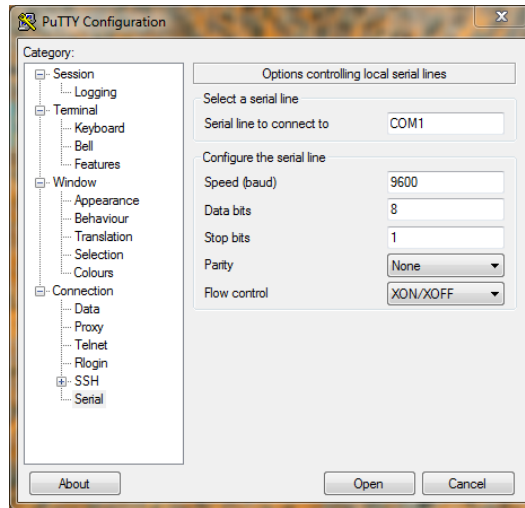 PuTTY Configuration
x
Category:
Session
Logging
Terminal
Keyboard
Bell
Features
Window
Appearance
Behaviour
Translation
Selection
Colours
Connection
Data
Proxy
Telnet
Rlogin
SSH
Serial
Options controlling local serial lines
Select a serial line
Serial line to connect to COM1
Configure the serial line
Speed (baud) 9600
Data bits 8
Stop bits 1
Parity None
Flow control XON/XOFF
About Open Cancel